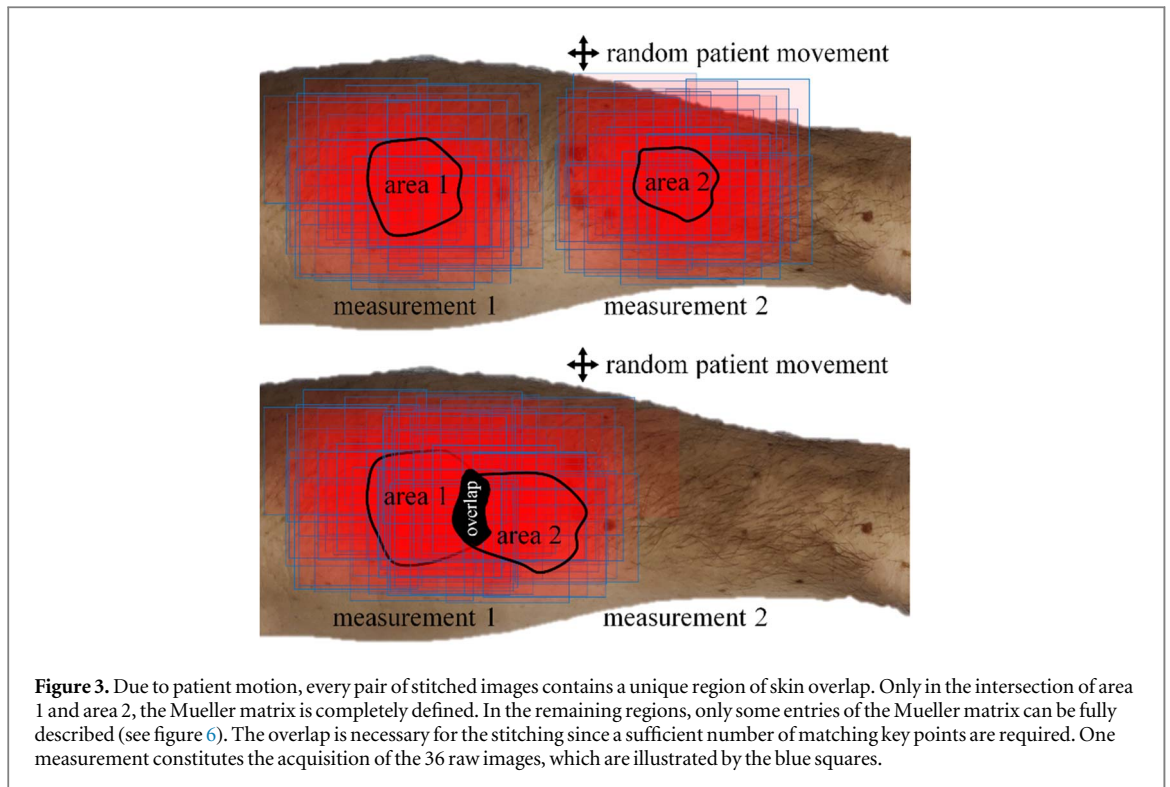 random patient movement
area 1
area 2
measurement 1 measurement 2
random patient movement
area 1
overlap
area 2
measurement 1 measurement 2
Figure 3. Due to patient motion, every pair of stitched images contains a unique region of skin overlap. Only in the intersection of area
1 and area 2, the Mueller matrix is completely defined. In the remaining regions, only some entries of the Mueller matrix can be fully
described (see figure 6). The overlap is necessary for the stitching since a sufficient number of matching key points are required. One
measurement constitutes the acquisition of the 36 raw images, which are illustrated by the blue squares.